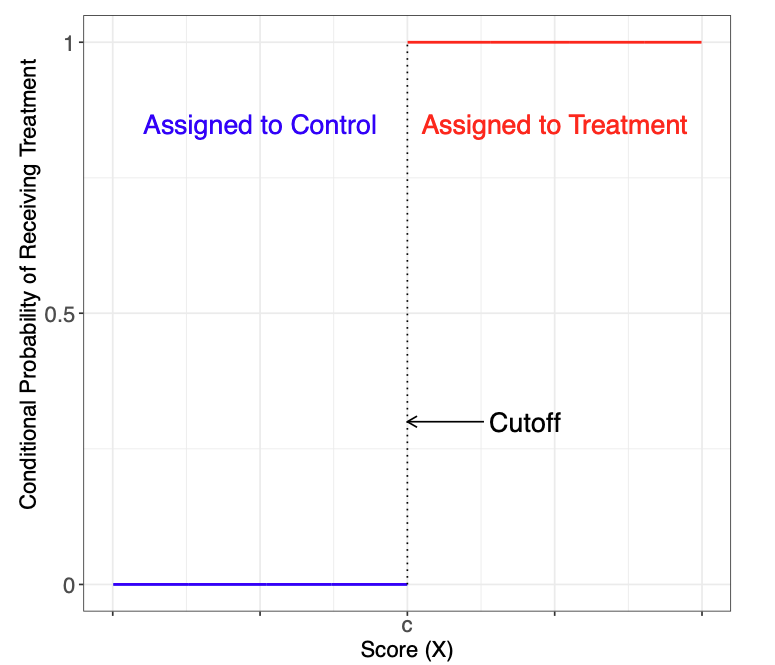 Conditional Probability of Receiving Treatment
1
Assigned to Control
Assigned to Treatment
0.5
Cutoff
0
c
Score (X)